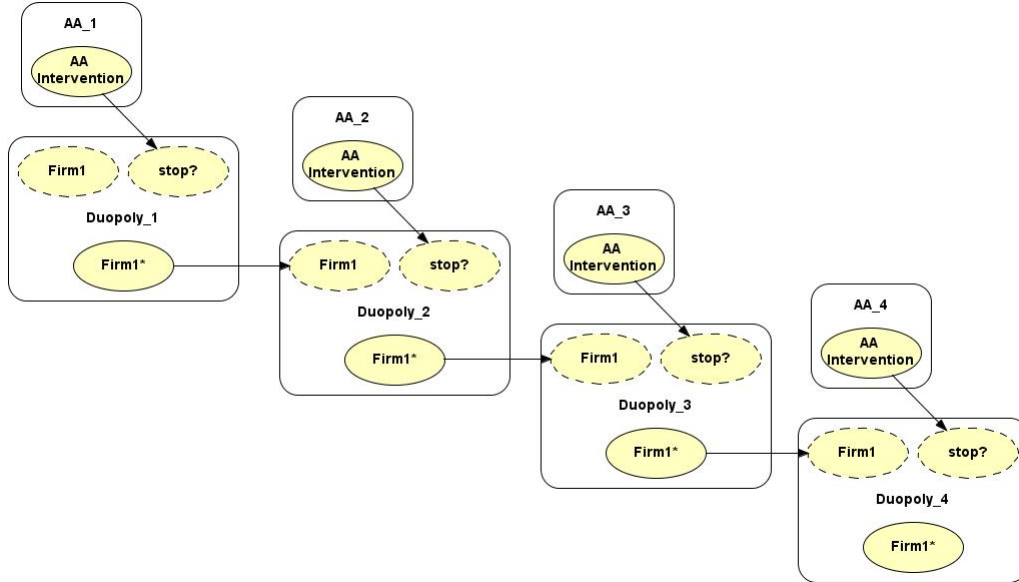 AA_1
AA
Intervention
Firm1
stop?
Duopoly_1
Firm1*
AA_2
AA
Intervention
Firm1
stop?
Duopoly_2
Firm1*
AA_3
AA
Intervention
Firm1
stop?
Duopoly_3
Firm1*
AA_4
AA
Intervention
Firm1
stop?
Duopoly_4
Firm1*